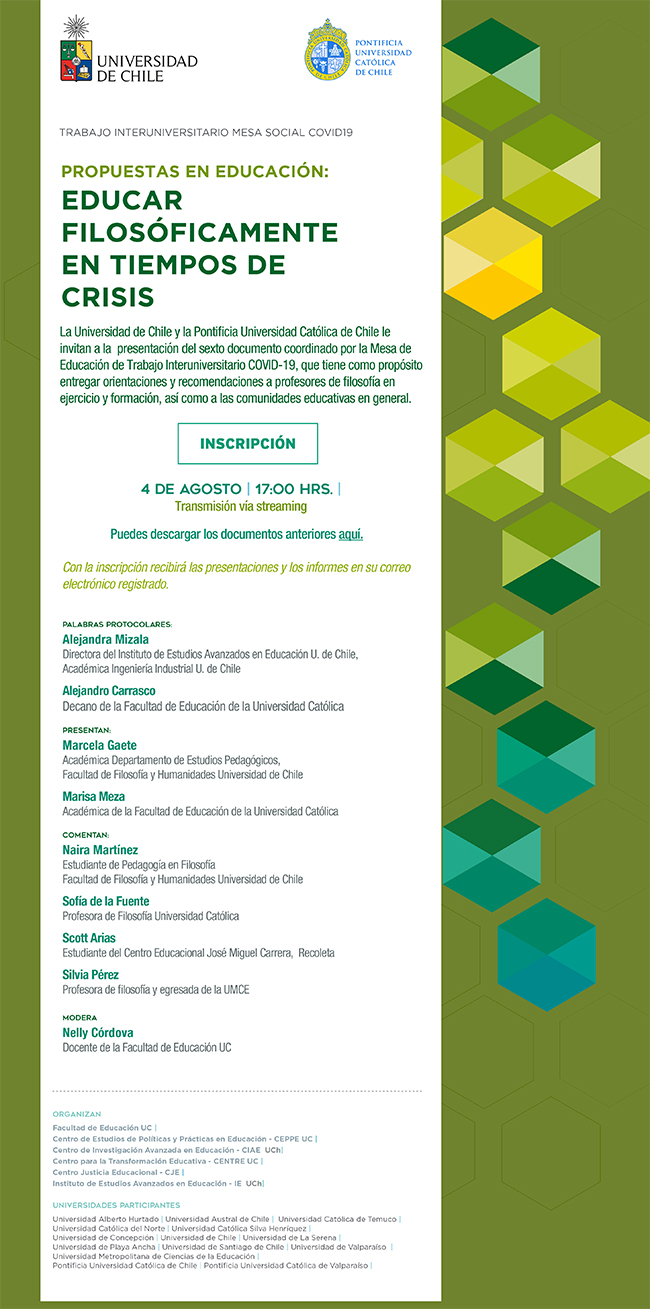 UNIVERSIDAD
DE CHILE
PONTIFICIA
UNIVERSIDAD
CATÓLICA
DE CHILE
TRABAJO INTERUNIVERSITARIO MESA SOCIAL COVID19
PROPUESTAS EN EDUCACIÓN:
EDUCAR
FILOSÓFICAMENTE
EN TIEMPOS DE
CRISIS
La Universidad de Chile y la Pontificia Universidad Católica de Chile le
invitan a la presentación del sexto documento coordinado por la Mesa de
Educación de Trabajo Interuniversitario COVID-19, que tiene como propósito
entregar orientaciones y recomendaciones a profesores de filosofía en
ejercicio y formación, así como a las comunidades educativas en general.
INSCRIPCIÓN
4 DE AGOSTO | 17:00 HRS. |
Transmisión vía streaming
Puedes descargar los documentos anteriores aquí.
Con la inscripción recibirá las presentaciones y los informes en su correo
electrónico registrado.
PALABRAS PROTOCOLARES:
Alejandra Mizala
Directora del Instituto de Estudios Avanzados en Educación U. de Chile,
Académica Ingeniería Industrial U. de Chile
Alejandro Carrasco
Decano de la Facultad de Educación de la Universidad Católica
PRESENTAN:
Marcela Gaete
Académica Departamento de Estudios Pedagógicos,
Facultad de Filosofía y Humanidades Universidad de Chile
Marisa Meza
Académica de la Facultad de Educación de la Universidad Católica
COMENTAN:
Naira Martínez
Estudiante de Pedagogía en Filosofía
Facultad de Filosofía y Humanidades Universidad de Chile
Sofía de la Fuente
Profesora de Filosofía Universidad Católica
Scott Arias
Estudiante del Centro Educacional José Miguel Carrera, Recoleta
Silvia Pérez
Profesora de filosofía y egresada de la UMCE
MODERA
Nelly Córdova
Docente de la Facultad de Educación UC
ORGANIZAN
Facultad de Educación UC |
Centro de Estudios de Políticas y Prácticas en Educación - CEPPE UC |
Centro de Investigación Avanzada en Educación - CIAE UCh|
Centro para la Transformación Educativa - CENTRE UC |
Centro Justicia Educacional - CJE |
Instituto de Estudios Avanzados en Educación - IE UCh|
UNIVERSIDADES PARTICIPANTES
Universidad Alberto Hurtado | Universidad Austral de Chile | Universidad Católica de Temuco |
Universidad Católica del Norte | Universidad Católica Silva Henríquez |
Universidad de Concepción | Universidad de Chile | Universidad de La Serena |
Universidad de Playa Ancha | Universidad de Santiago de Chile | Universidad de Valparaíso |
Universidad Metropolitana de Ciencias de la Educación |
Pontificia Universidad Católica de Chile | Pontificia Universidad Católica de Valparaíso |